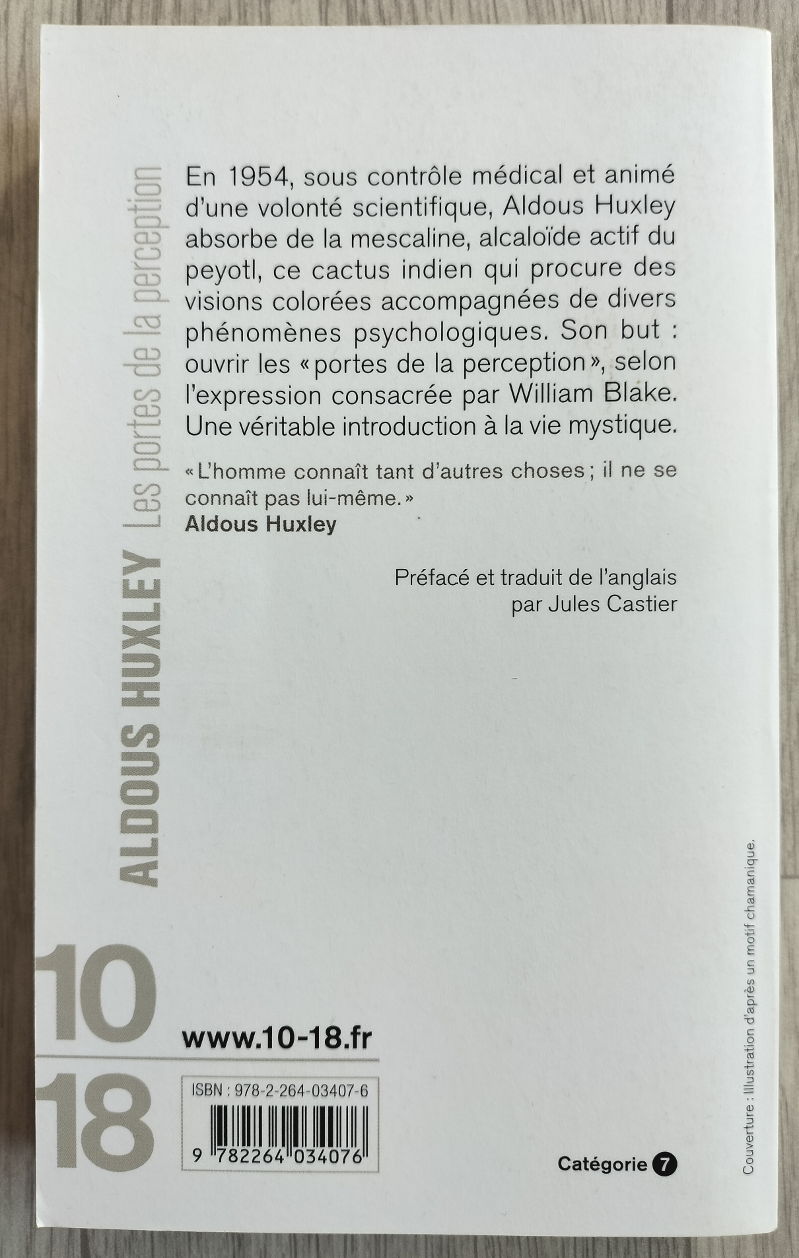 En 1954, sous contrôle médical et animé
d'une volonté scientifique, Aldous Huxley
absorbe de la mescaline, alcaloïde actif du
peyotl, ce cactus indien qui procure des
visions colorées accompagnées de divers
phénomènes psychologiques. Son but :
ouvrir les «portes de la perception», selon
l'expression consacrée par William Blake.
Une véritable introduction à la vie mystique.
«L'homme connaît tant d'autres choses; il ne se
connaît pas lui-même.»
Aldous Huxley
Préfacé et traduit de l'anglais
par Jules Castier
ALDOUS HUXLEY Les portes de la perception
10
18
www.10-18.fr
ISBN : 978-2-264-03407-6
9 782264 034076
Catégorie 7
Couverture : Illustration d'après un motif chamanique.